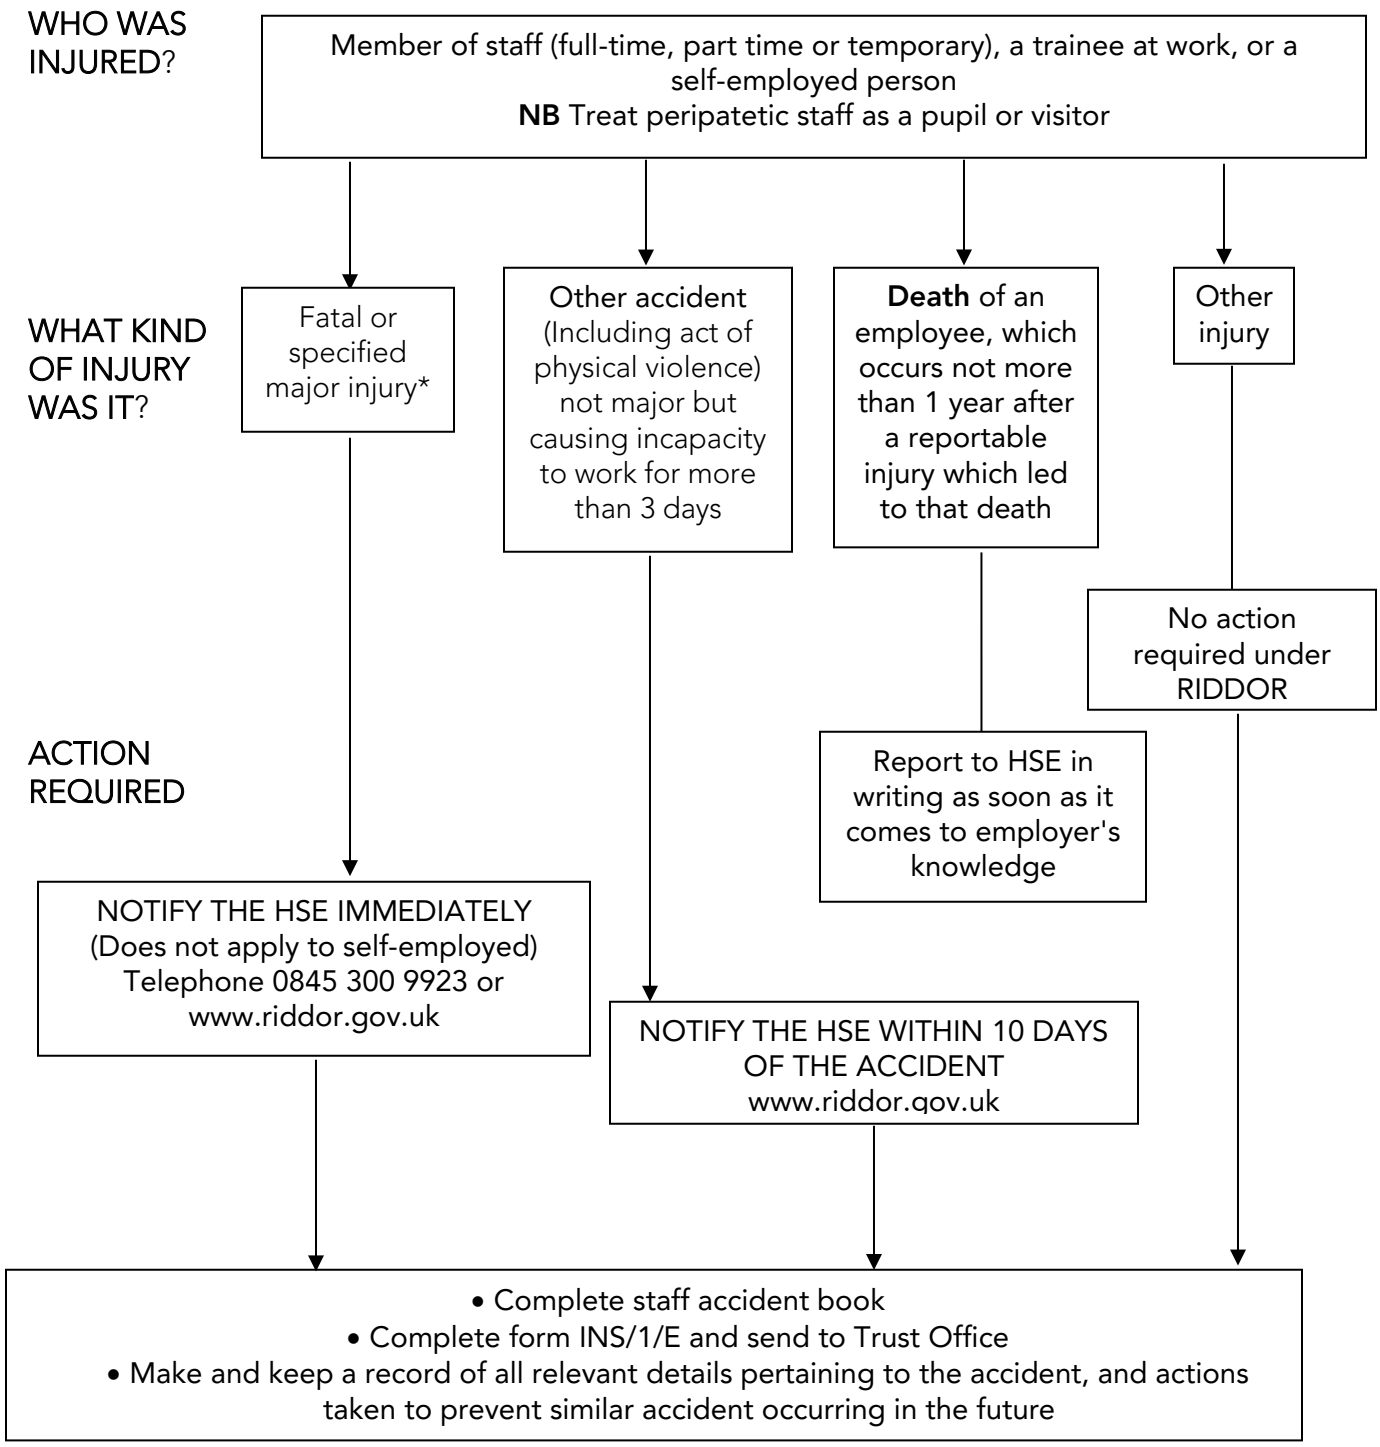 WHO WAS
INJURED?
Member of staff (full-time, part time or temporary), a trainee at work, or a
self-employed person
NB Treat peripatetic staff as a pupil or visitor
WHAT KIND
OF INJURY
WAS IT?
Fatal or
specified
major injury*
Other accident
(Including act of
physical violence)
not major but
causing incapacity
to work for more
than 3 days
Death of an
employee, which
occurs not more
than 1 year after
a reportable
injury which led
to that death
Other
injury
No action
required under
RIDDOR
ACTION
REQUIRED
Report to HSE in
writing as soon as it
comes to employer's
knowledge
NOTIFY THE HSE IMMEDIATELY
(Does not apply to self-employed)
Telephone 0845 300 9923 or
www.riddor.gov.uk
NOTIFY THE HSE WITHIN 10 DAYS
OF THE ACCIDENT
www.riddor.gov.uk
• Complete staff accident book
• Complete form INS/1/E and send to Trust Office
• Make and keep a record of all relevant details pertaining to the accident, and actions
taken to prevent similar accident occurring in the future